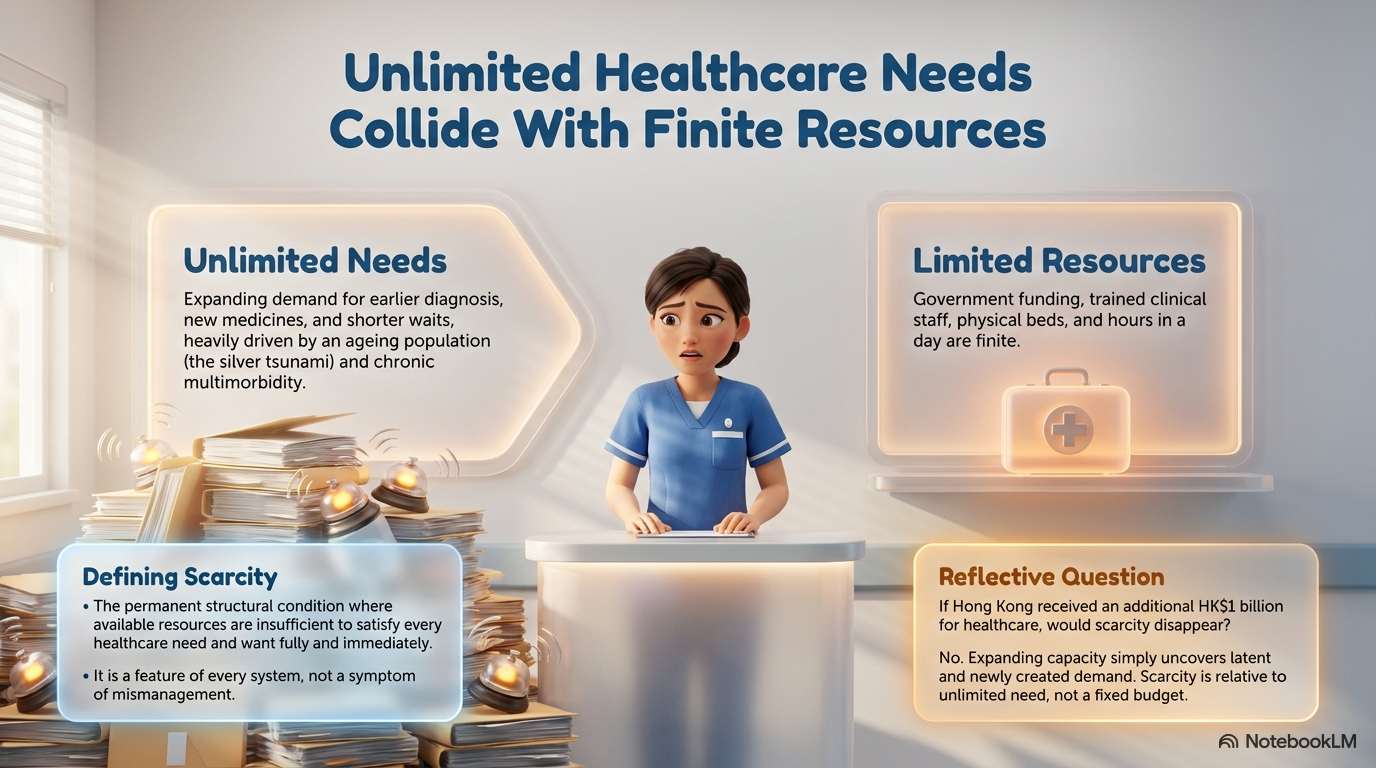 Unlimited Healthcare Needs
Collide With Finite Resources
Unlimited Needs
Expanding demand for earlier diagnosis,
new medicines, and shorter waits,
heavily driven by an ageing population
(the silver tsunami) and chronic
multimorbidity.
Limited Resources
Government funding, trained clinical
staff, physical beds, and hours in a
day are finite.
Defining Scarcity
• The permanent structural condition where
available resources are insufficient to satisfy every
healthcare need and want fully and immediately.
• It is a feature of every system, not a symptom
of mismanagement.
Reflective Question
If Hong Kong received an additional HK$1 billion
for healthcare, would scarcity disappear?
No. Expanding capacity simply uncovers latent
and newly created demand. Scarcity is relative to
unlimited need, not a fixed budget.
NotebookLM